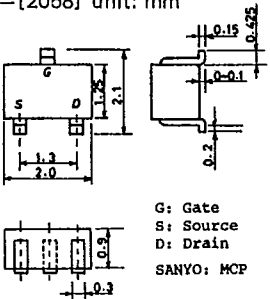 [2058] unit: mm
0.15
0.425
G
1.25
2.1
0~0.1
S D
0.2
1.3
2.0
G: Gate
S: Source
D: Drain
0.9
SANYO: MCP
0.3